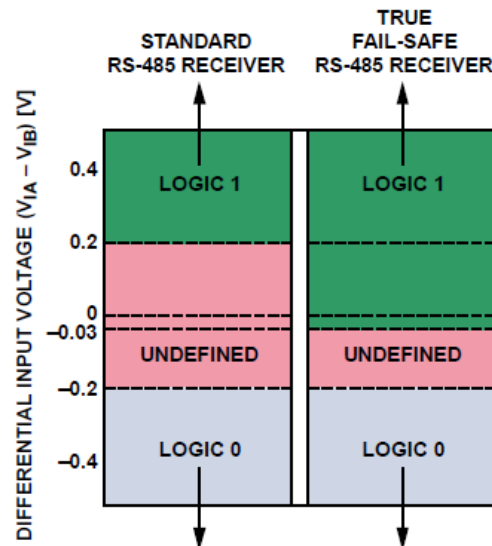 STANDARD
RS-485 RECEIVER
TRUE
FAIL-SAFE
RS-485 RECEIVER
DIFFERENTIAL INPUT VOLTAGE (VIA – VIB) [V]
0.4
0.2
0
–0.03
–0.2
–0.4
LOGIC 1
UNDEFINED
LOGIC 0
LOGIC 1
UNDEFINED
LOGIC 0